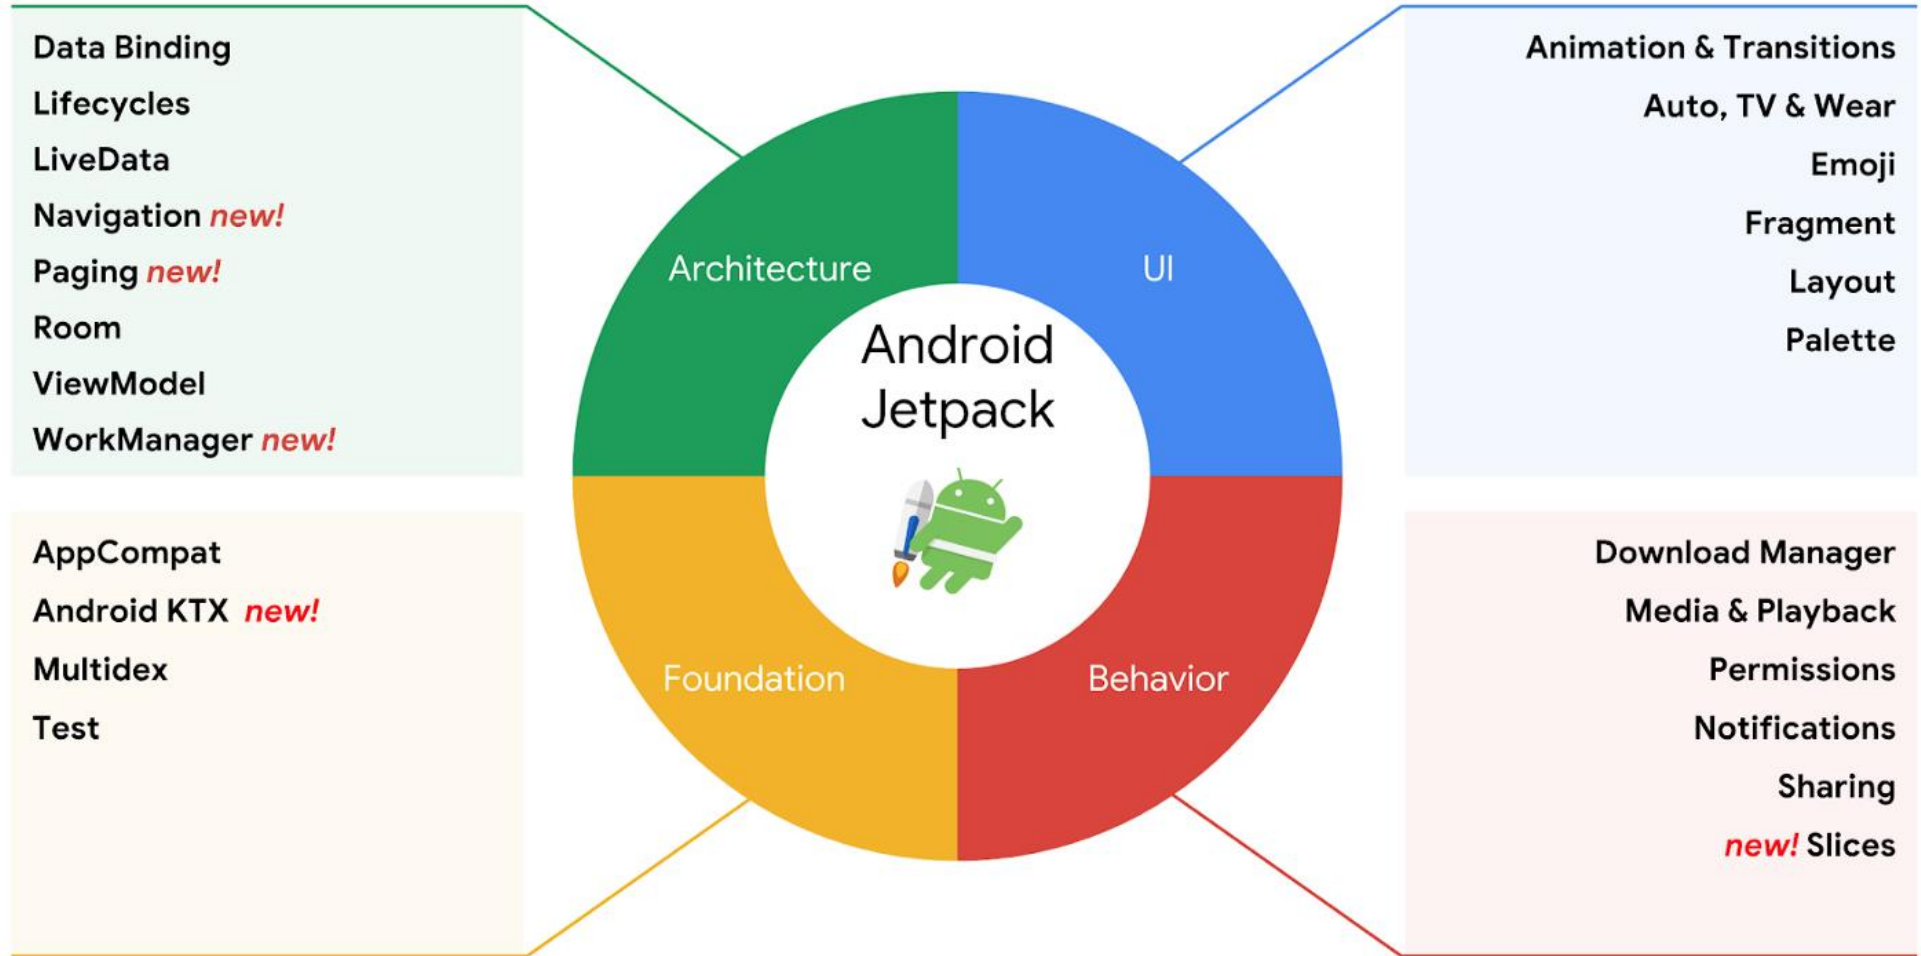 Data Binding
Lifecycles
LiveData
Navigation new!
Paging new!
Room
ViewModel
WorkManager new!
AppCompat
Android KTX new!
Multidex
Test
Architecture
UI
Android
Jetpack
Foundation
Behavior
Animation & Transitions
Auto, TV & Wear
Emoji
Fragment
Layout
Palette
Download Manager
Media & Playback
Permissions
Notifications
Sharing
new! Slices